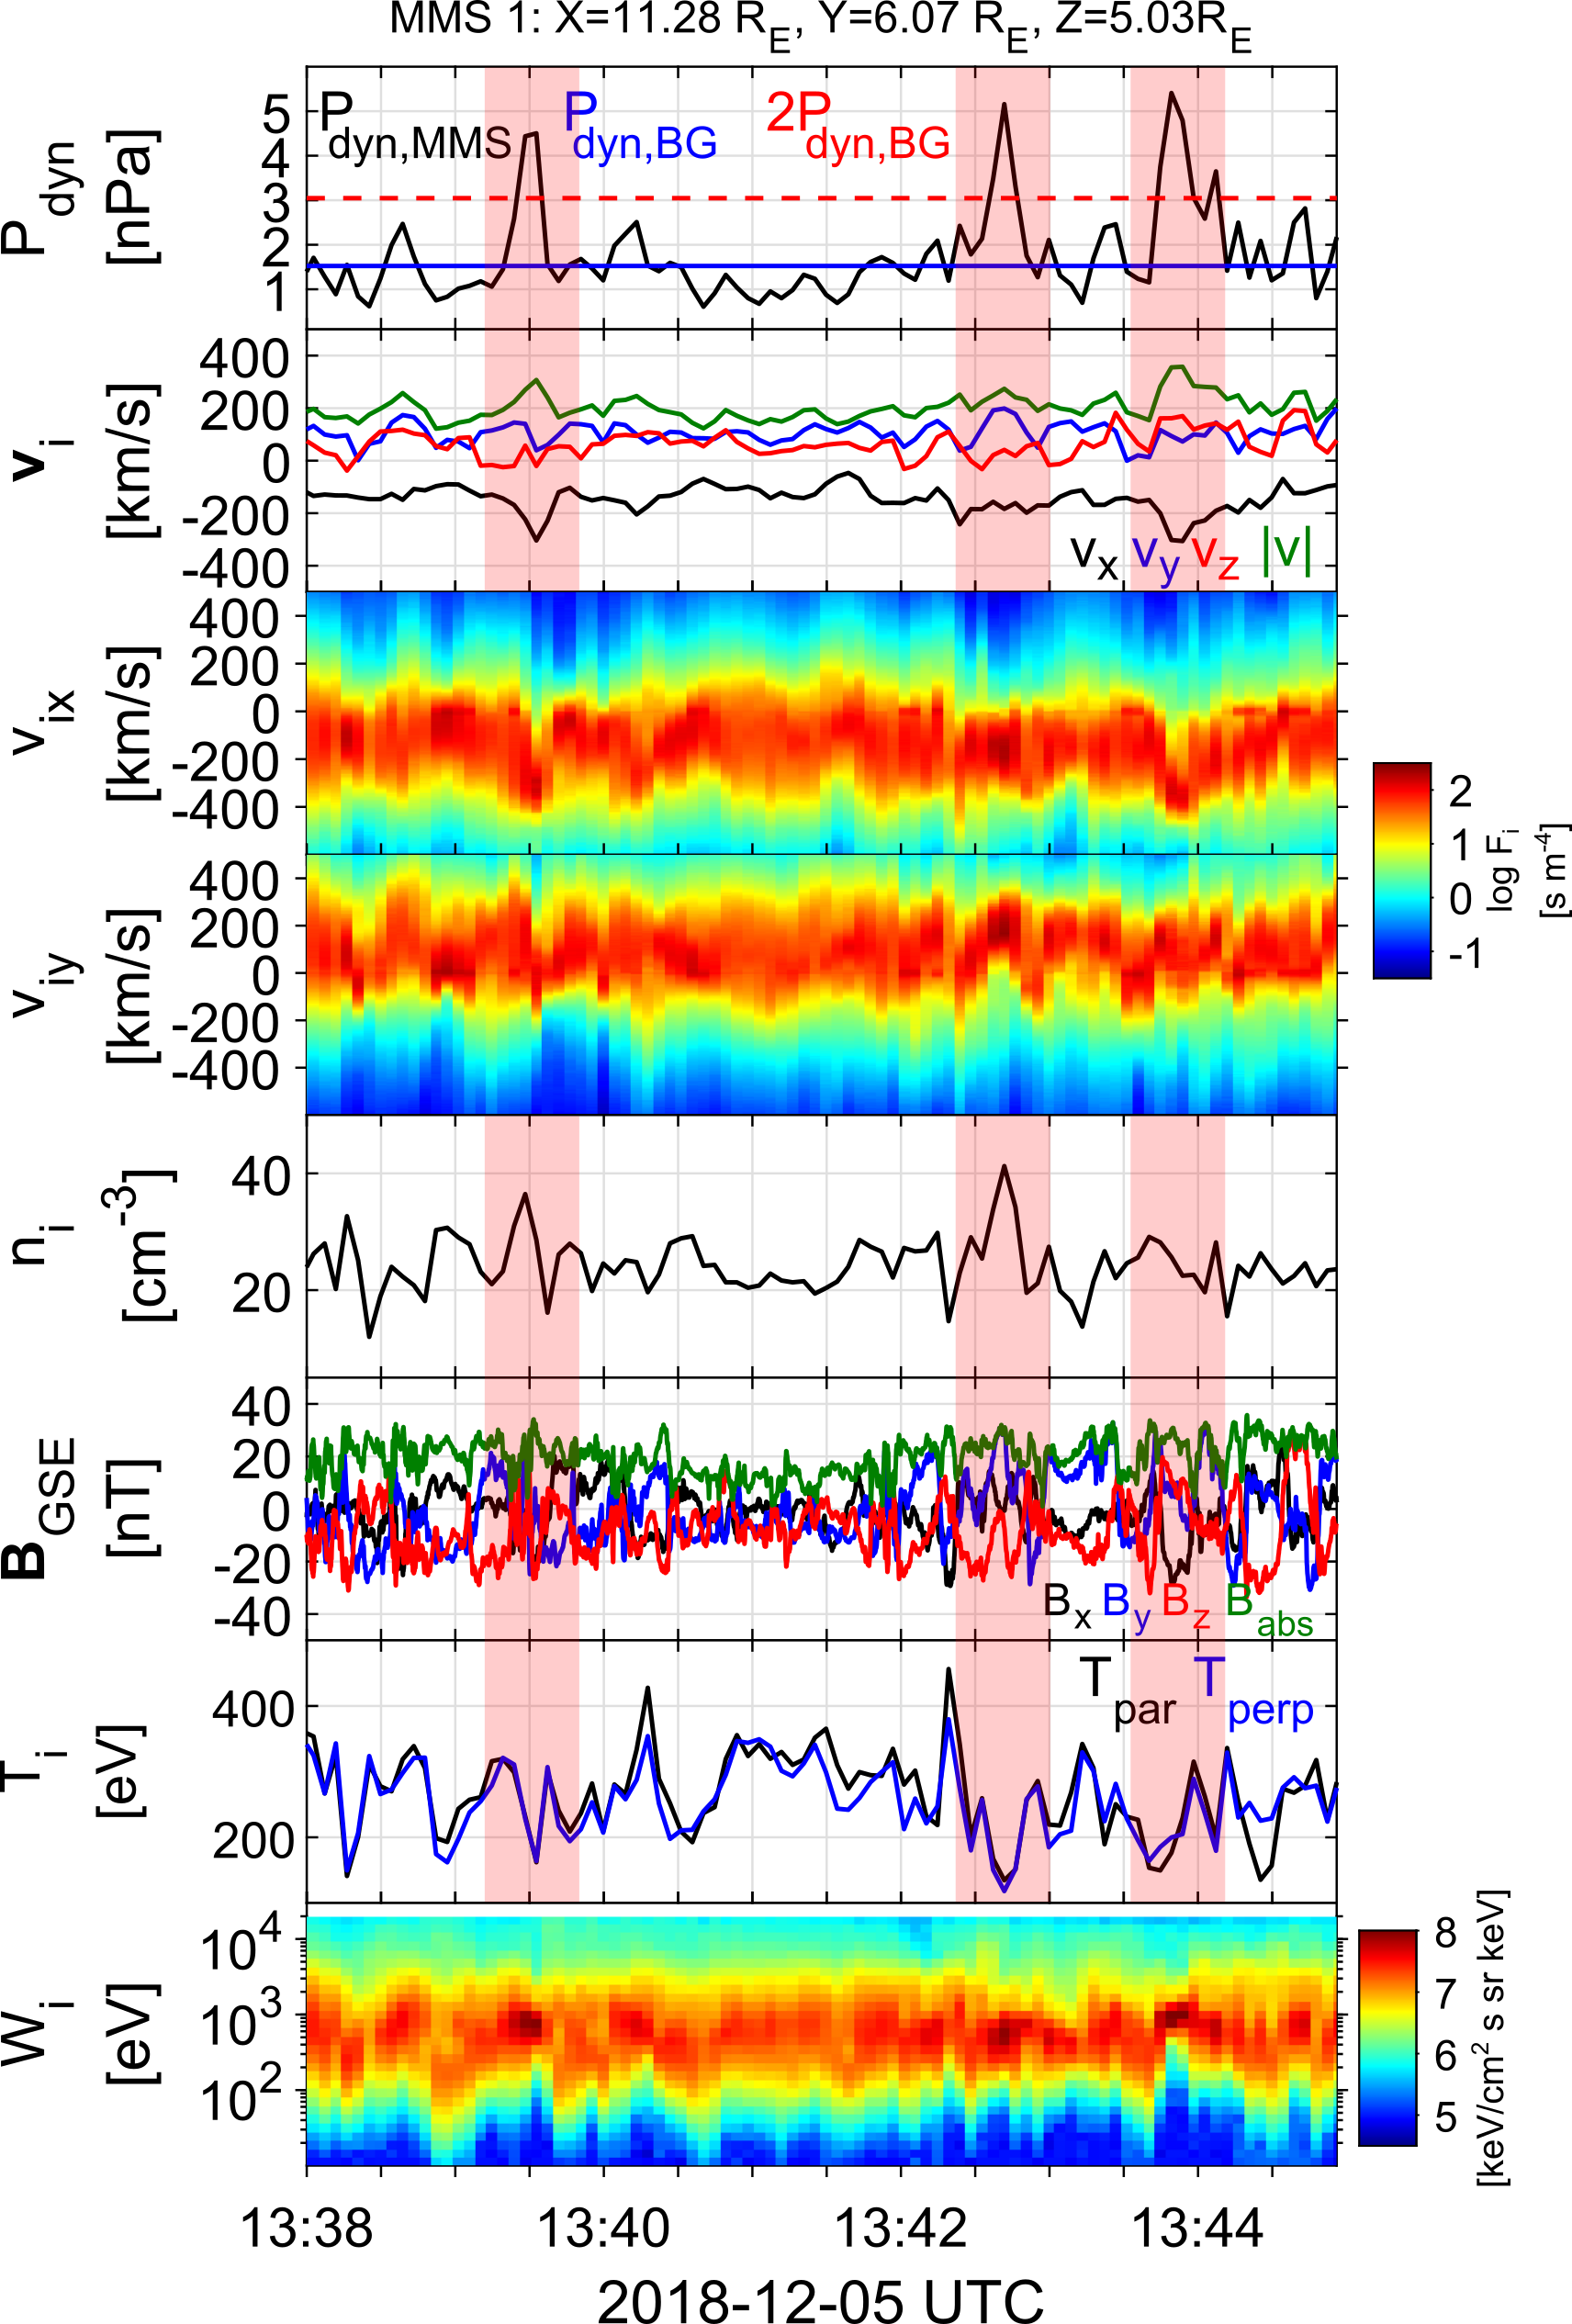 MMS 1: X=11.28 R_E, Y=6.07 R_E, Z=5.03R_E
P_dyn [nPa]
5
4
3
2
1
P_dyn,MMS P_dyn,BG 2P_dyn,BG
v_i [km/s]
400
200
0
-200
-400
v_x v_y v_z |v|
v_ix [km/s]
400
200
0
-200
-400
v_iy [km/s]
400
200
0
-200
-400
2
1
0
-1
log F_i
[s m^-4]
n_i [cm^-3]
40
20
B_GSE [nT]
40
20
0
-20
-40
B_x B_y B_z B_abs
T_i [eV]
400
200
T_par T_perp
W_i [eV]
10^4
10^3
10^2
8
7
6
5
[keV/cm^2 s sr keV]
13:38 13:40 13:42 13:44
2018-12-05 UTC